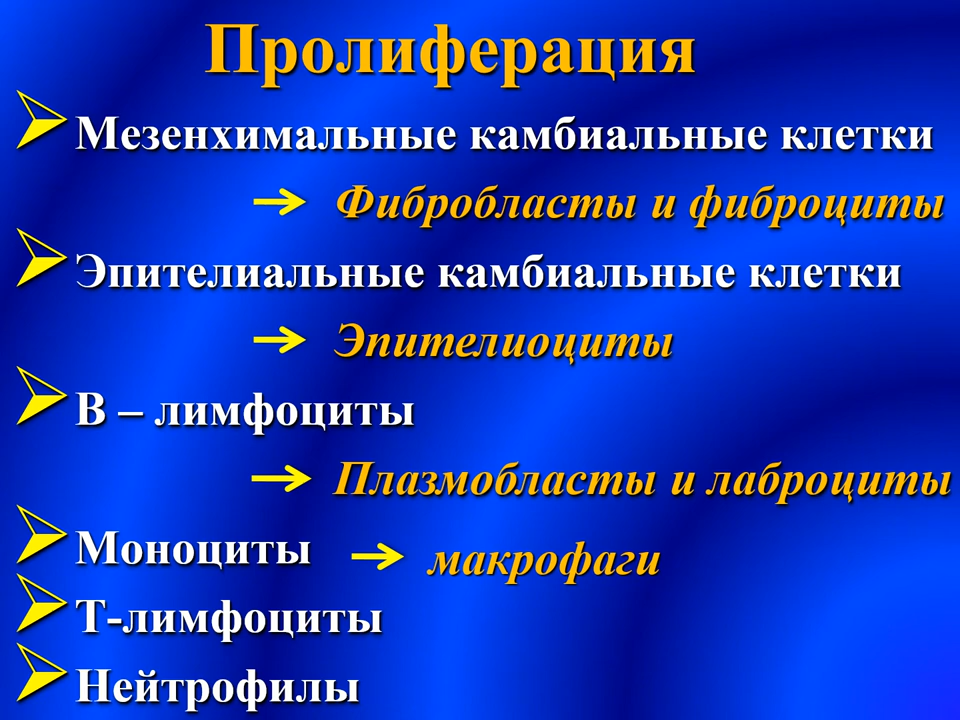 Пролиферация
Мезенхимальные камбиальные клетки
→ Фибробласты и фиброциты
Эпителиальные камбиальные клетки
→ Эпителиоциты
В – лимфоциты
→ Плазмобласты и лаброциты
Моноциты → макрофаги
Т-лимфоциты
Нейтрофилы